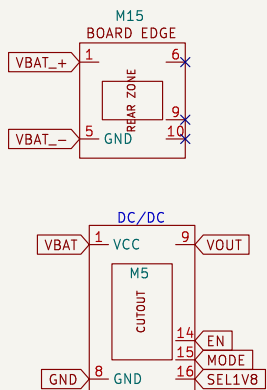 M15
BOARD EDGE
VBAT_+ 1 6
REAR ZONE
9
VBAT_- 5 GND 10
DC/DC
VBAT 1 VCC 9 VOUT
M5
CUTOUT
14 EN
15 MODE
GND 8 GND 16 SEL1V8